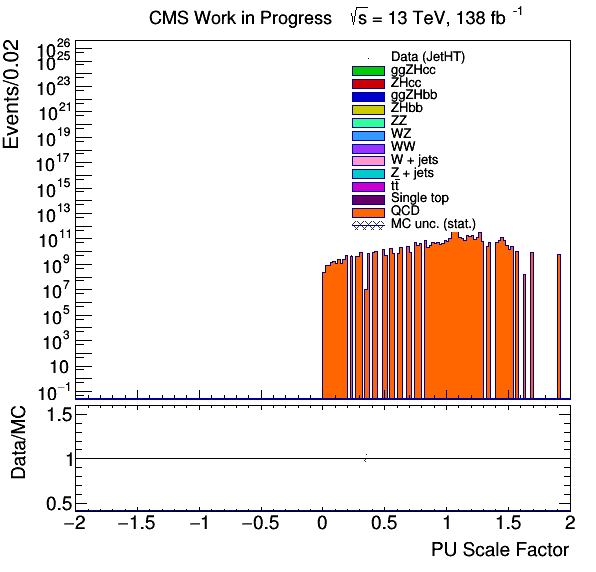 CMS Work in Progress √s = 13 TeV, 138 fb⁻¹
Events/0.02
10²⁶
10²⁵
10²³
10²¹
10¹⁹
10¹⁷
10¹⁵
10¹³
10¹¹
10⁹
10⁷
10⁵
10³
10
10⁻¹
Data (JetHT)
ggZHcc
ZHcc
ggZHbb
ZHbb
ZZ
WZ
WW
W + jets
Z + jets
tt̄
Single top
QCD
MC unc. (stat.)
Data/MC
1.5
1
0.5
−2 −1.5 −1 −0.5 0 0.5 1 1.5 2
PU Scale Factor